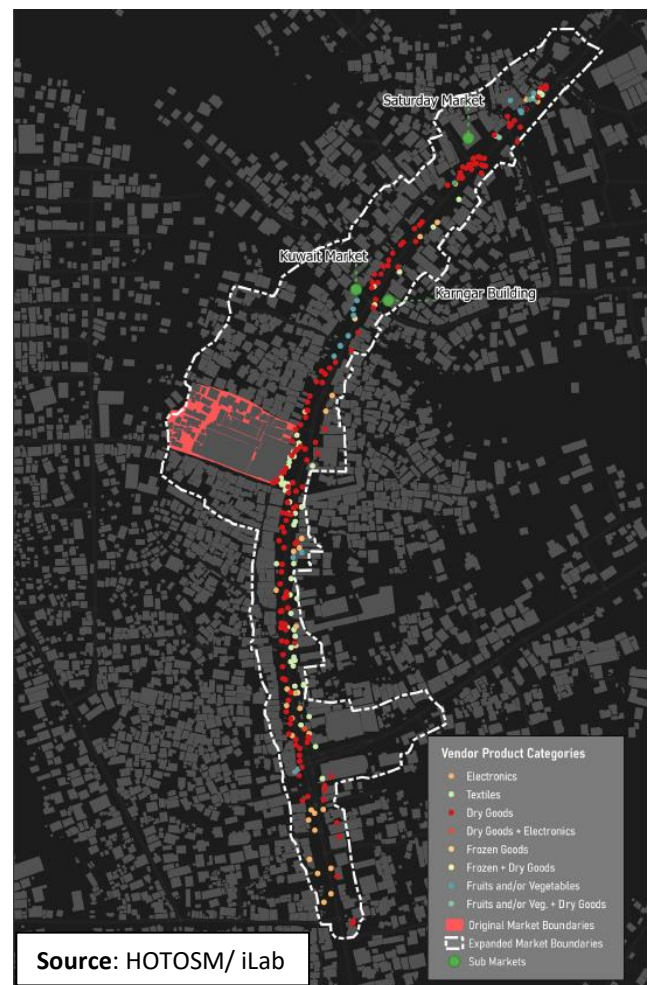 Saturday Market
Kuwait Market
Karngar Building
Vendor Product Categories
Electronics
Textiles
Dry Goods
Dry Goods + Electronics
Frozen Goods
Frozen + Dry Goods
Fruits and/or Vegetables
Fruits and/or Veg. + Dry Goods
Original Market Boundaries
Expanded Market Boundaries
Sub Markets
Source: HOTOSM/ iLab